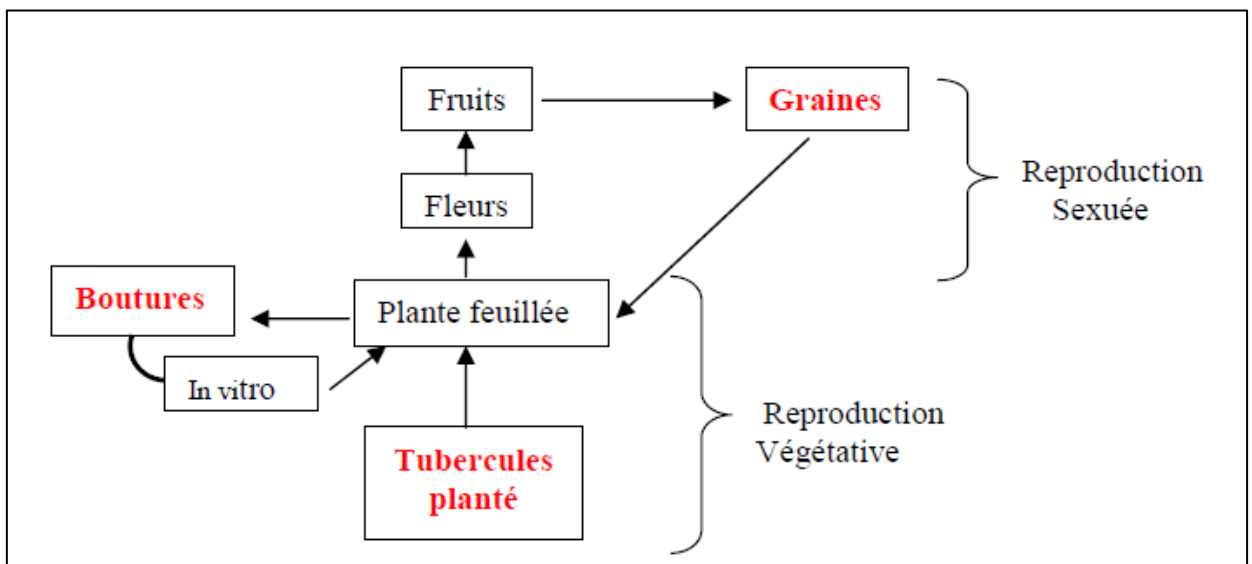 Fruits
Graines
Reproduction
Sexuée
Fleurs
Boutures
Plante feuillée
In vitro
Reproduction
Végétative
Tubercules
planté